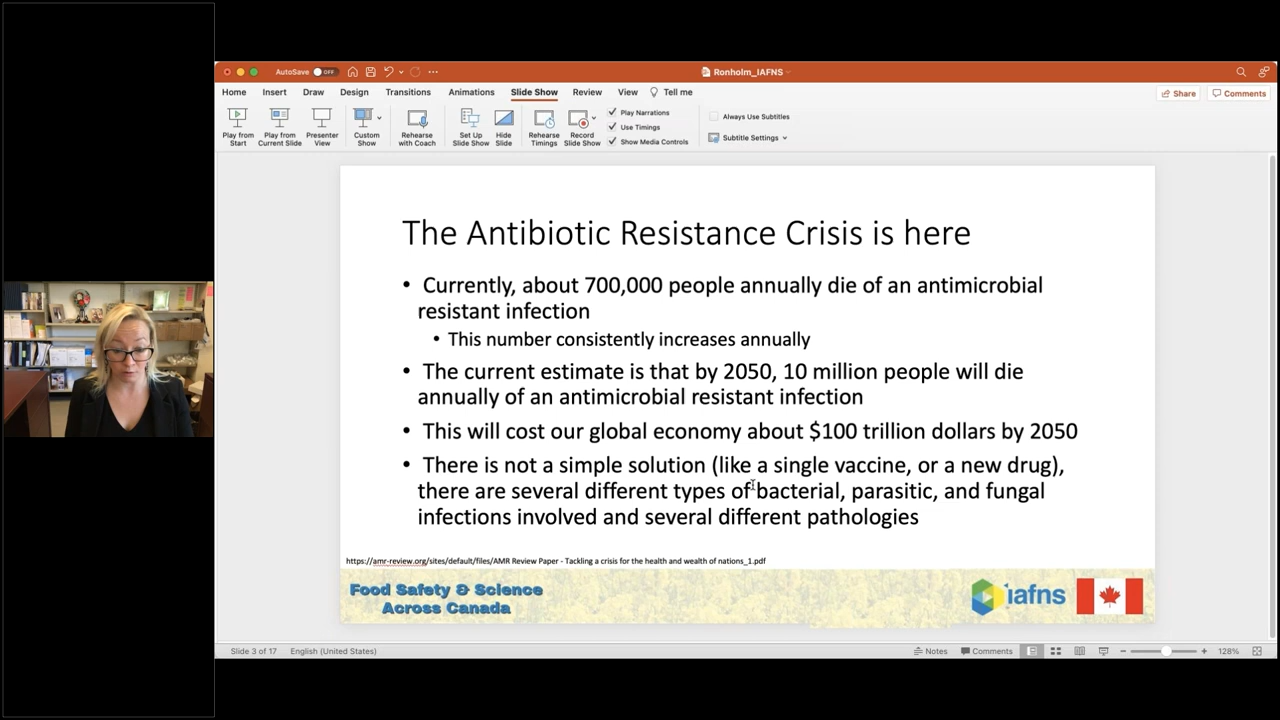 AutoSave OFF
Ronholm_IAFNS
Home Insert Draw Design Transitions Animations Slide Show Review View Tell me
Share Comments
Play from Start
Play from Current Slide
Presenter View
Custom Show
Rehearse with Coach
Set Up Slide Show
Hide Slide
Rehearse Timings
Record Slide Show
Play Narrations
Use Timings
Show Media Controls
Always Use Subtitles
Subtitle Settings
The Antibiotic Resistance Crisis is here
• Currently, about 700,000 people annually die of an antimicrobial
resistant infection
• This number consistently increases annually
• The current estimate is that by 2050, 10 million people will die
annually of an antimicrobial resistant infection
• This will cost our global economy about $100 trillion dollars by 2050
• There is not a simple solution (like a single vaccine, or a new drug),
there are several different types of bacterial, parasitic, and fungal
infections involved and several different pathologies
https://amr-review.org/sites/default/files/AMR Review Paper - Tackling a crisis for the health and wealth of nations_1.pdf
Food Safety & Science
Across Canada
iafns
Slide 3 of 17 English (United States)
Notes Comments 128%